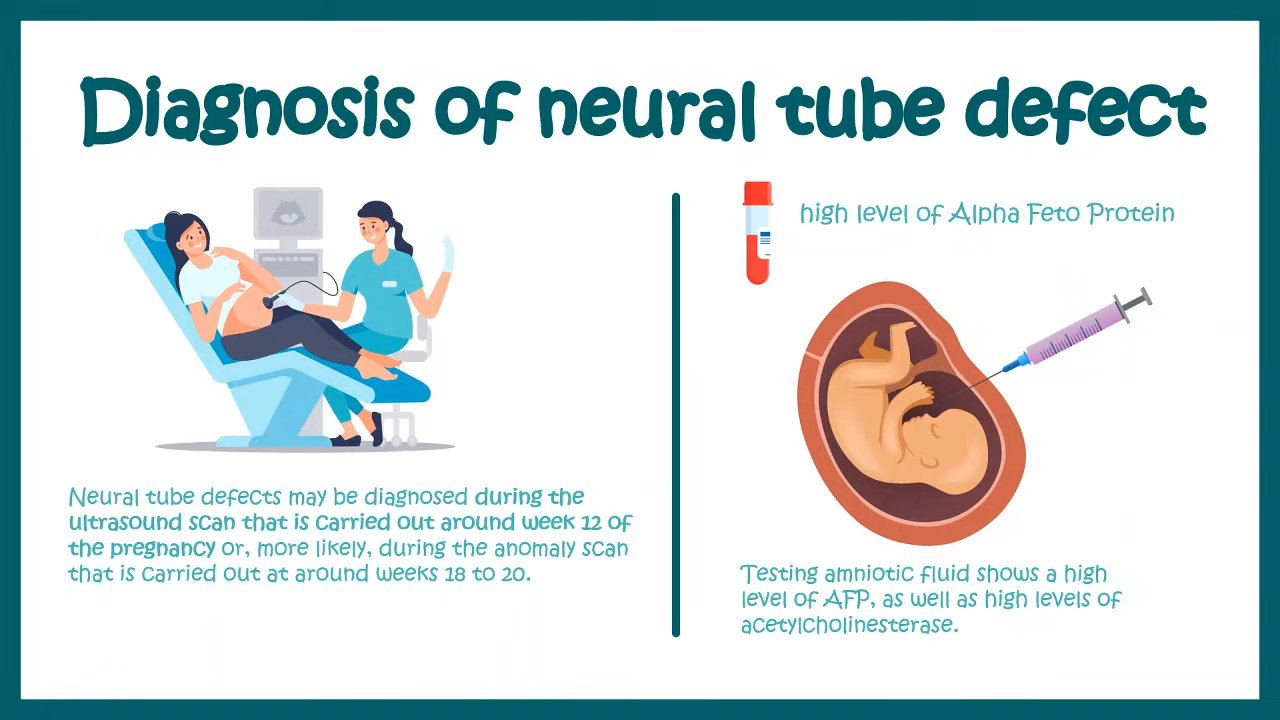 Diagnosis of neural tube defect
Neural tube defects may be diagnosed during the
ultrasound scan that is carried out around week 12 of
the pregnancy or, more likely, during the anomaly scan
that is carried out at around weeks 18 to 20.
high level of Alpha Feto Protein
Testing amniotic fluid shows a high
level of AFP, as well as high levels of
acetylcholinesterase.